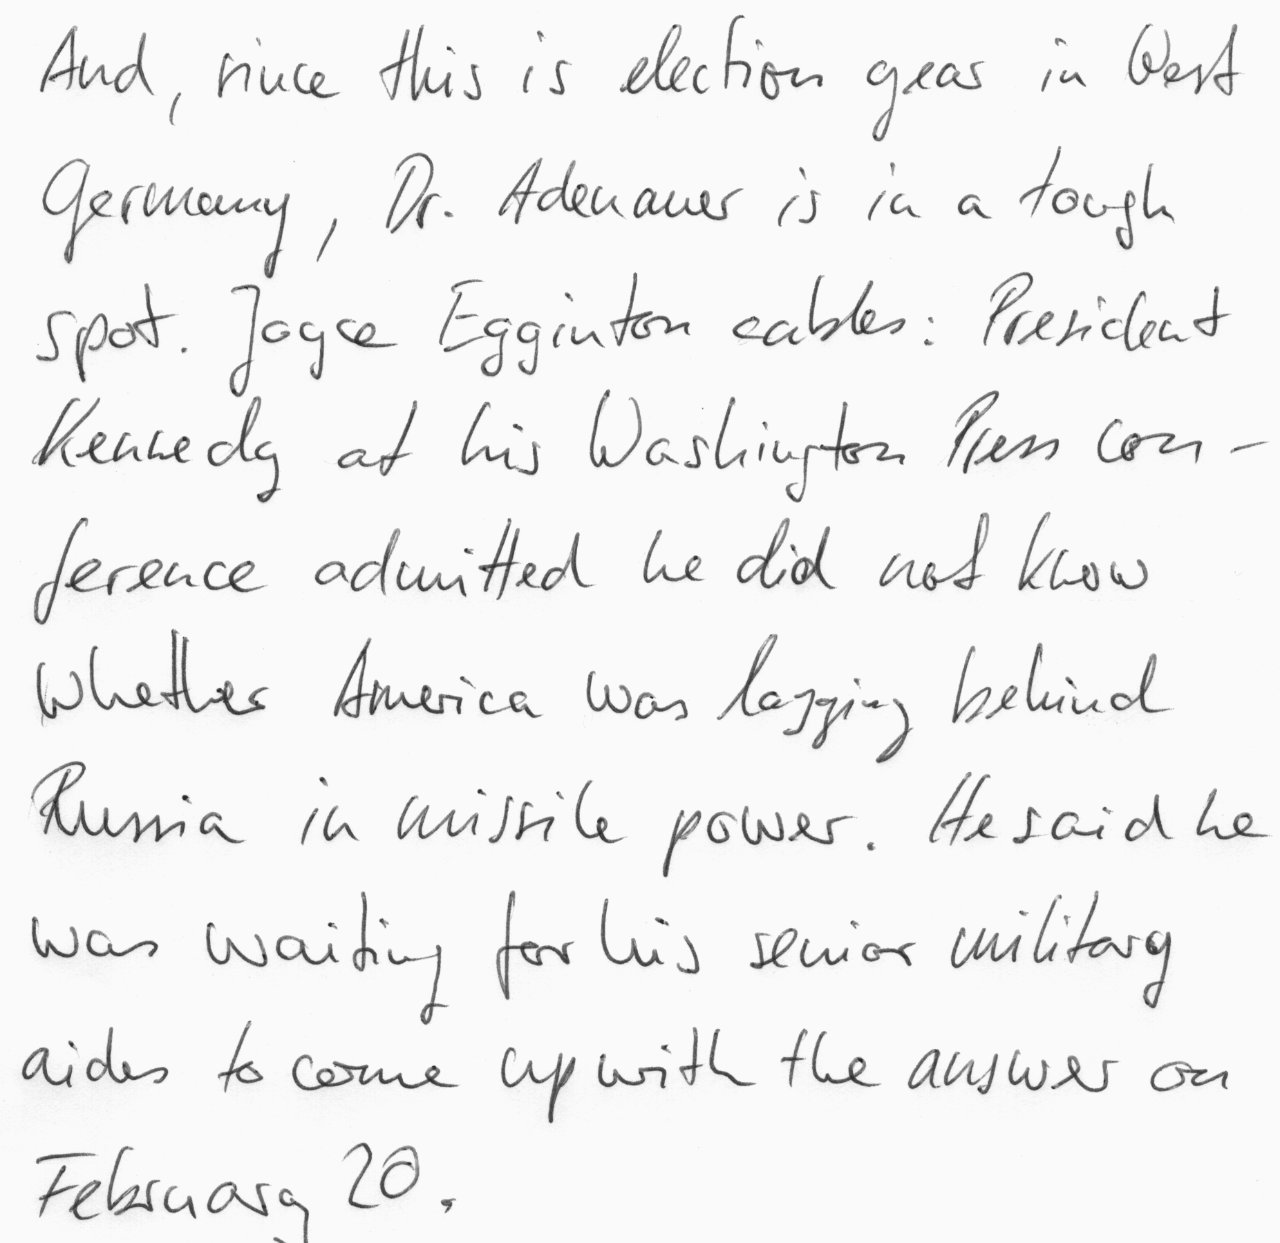 And, since this is election year in West
Germany, Dr. Adenauer is in a tough
spot. Joyce Egginton cables: President
Kennedy at his Washington Press con-
ference admitted he did not know
whether America was lagging behind
Russia in missile power. He said he
was waiting for his senior military
aides to come up with the answer on
February 20.